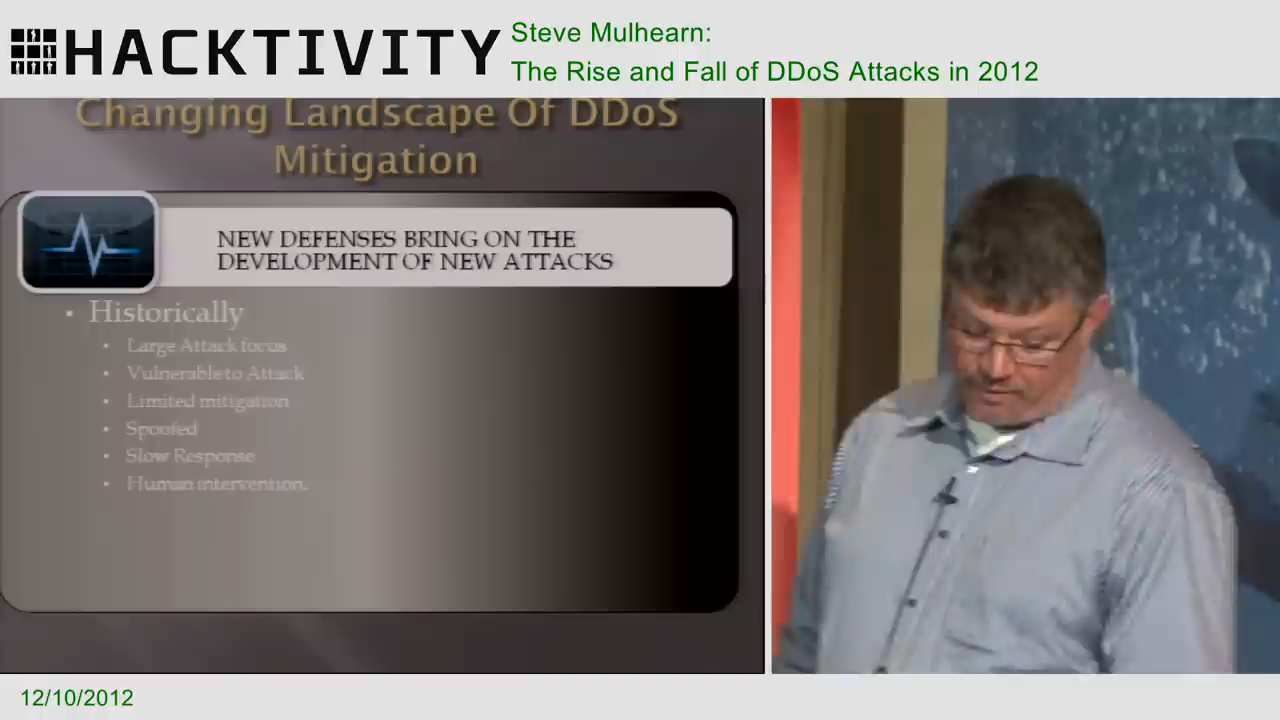 HACKTIVITY
Steve Mulhearn:
The Rise and Fall of DDoS Attacks in 2012
Changing Landscape Of DDoS
Mitigation
NEW DEFENSES BRING ON THE
DEVELOPMENT OF NEW ATTACKS
• Historically
• Large Attack focus
• Vulnerable to Attack
• Limited mitigation
• Spoofed
• Slow Response
• Human intervention.
12/10/2012